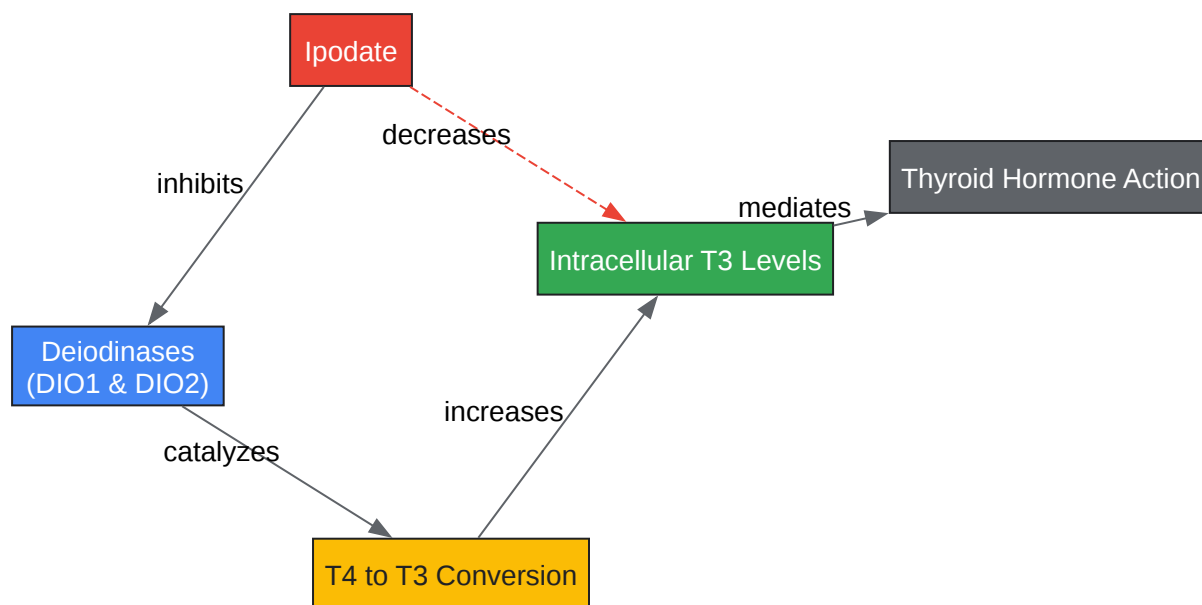 Ipodate
decreases
Thyroid Hormone Action
inhibits
mediates
Intracellular T3 Levels
Deiodinases
(DIO1 & DIO2)
increases
catalyzes
T4 to T3 Conversion